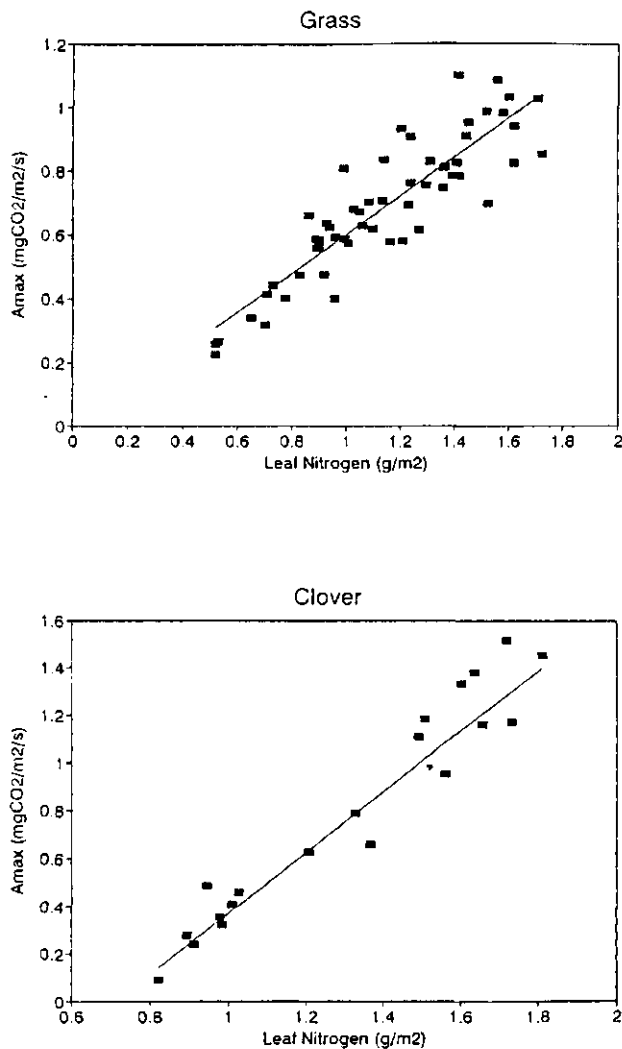 Grass
1.2
1
0.8
0.6
0.4
0.2
0
Amax (mgCO2/m2/s)
0 0.2 0.4 0.6 0.8 1 1.2 1.4 1.6 1.8 2
Leaf Nitrogen (g/m2)
Clover
1.6
1.4
1.2
1
0.8
0.6
0.4
0.2
0
Amax (mgCO2/m2/s)
0.6 0.8 1 1.2 1.4 1.6 1.8 2
Leaf Nitrogen (g/m2)